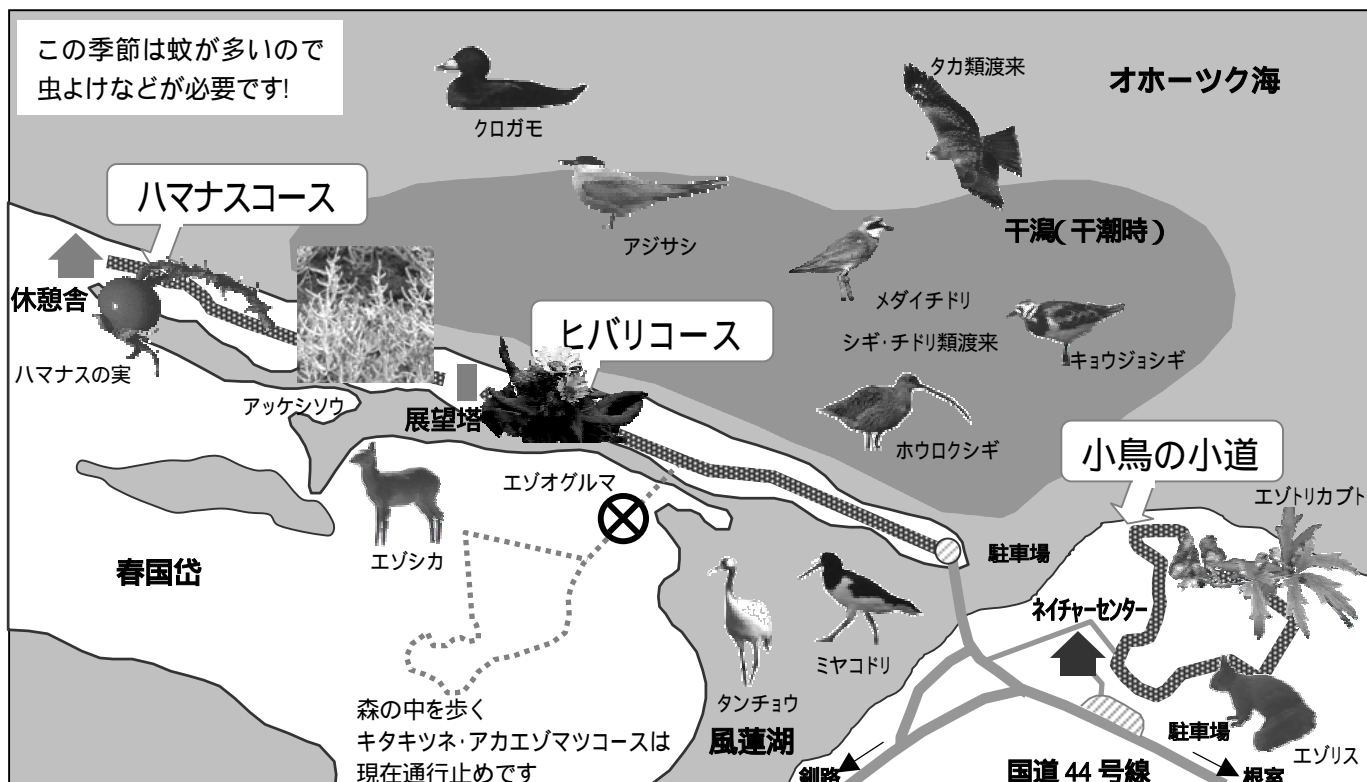 この季節は蚊が多いので
虫よけなどが必要です!
クロガモ
タカ類渡来
オホーツク海
ハマナスコース
アジサシ
干潟(干潮時)
休憩舎
メダイチドリ
シギ・チドリ類渡来
キョウジョシギ
ヒバリコース
ハマナスの実
アッケシソウ
展望塔
ホウロクシギ
小鳥の小道
エゾオグルマ
エゾトリカブト
エゾシカ
春国岱
駐車場
ネイチャーセンター
ミヤコドリ
タンチョウ
風蓮湖
森の中を歩く
キタキツネ・アカエゾマツコースは
現在通行止めです
駐車場
エゾリス
釧路
国道 44 号線
根室